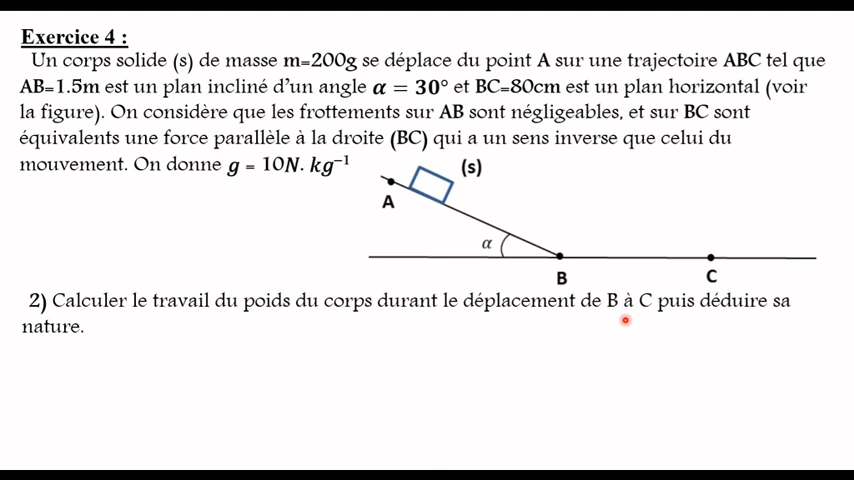 Exercice 4 :
Un corps solide (s) de masse m=200g se déplace du point A sur une trajectoire ABC tel que
AB=1.5m est un plan incliné d'un angle α = 30° et BC=80cm est un plan horizontal (voir
la figure). On considère que les frottements sur AB sont négligeables, et sur BC sont
équivalents une force parallèle à la droite (BC) qui a un sens inverse que celui du
mouvement. On donne g = 10N. kg⁻¹
(s)
A
α
B
C
2) Calculer le travail du poids du corps durant le déplacement de B à C puis déduire sa
nature.